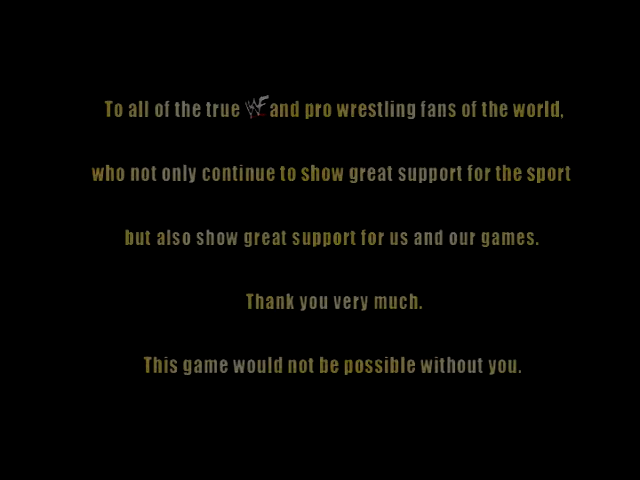 To all of the true WF and pro wrestling fans of the world,
who not only continue to show great support for the sport
but also show great support for us and our games.
Thank you very much.
This game would not be possible without you.